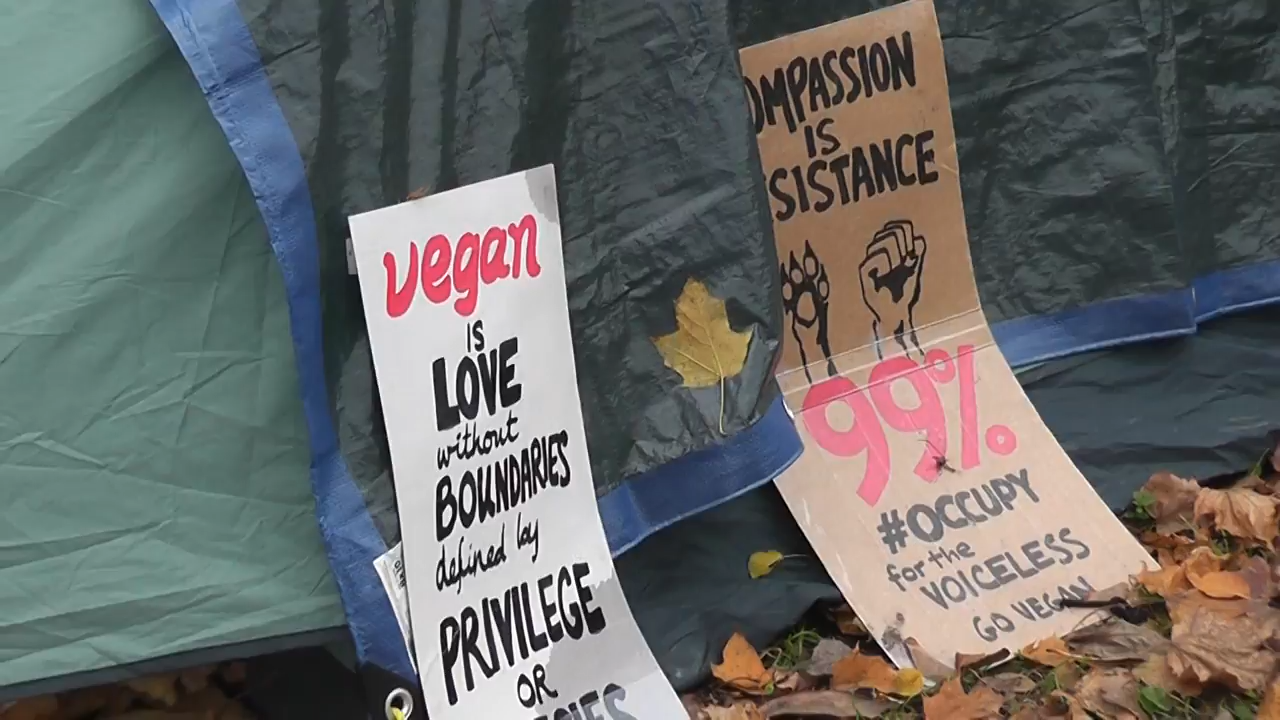 vegan
is
LOVE
without
BOUNDARIES
defined by
PRIVILEGE
OR
OMPASSION
IS
SISTANCE
99%
#OCCUPY
for the
VOICELESS
GO VEGAN